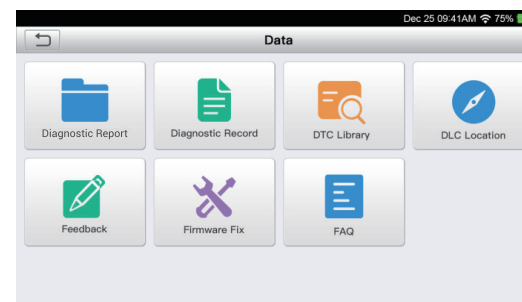 Dec 25 09:41AM 75%
Data
Diagnostic Report Diagnostic Record DTC Library DLC Location
Feedback Firmware Fix FAQ